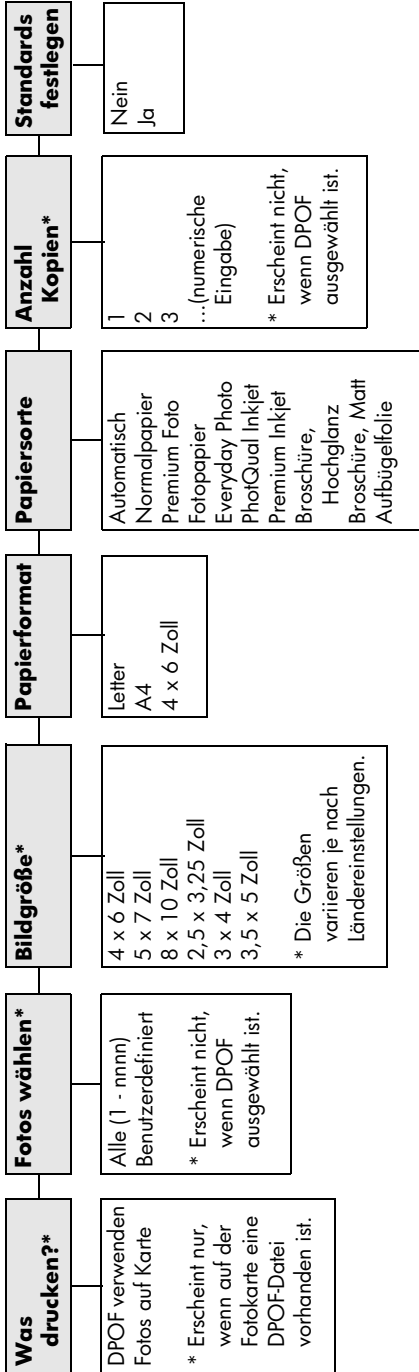 Was
drucken?*
DPOF verwenden
Fotos auf Karte
* Erscheint nur,
wenn auf der
Fotokarte eine
DPOF-Datei
vorhanden ist.
Fotos wählen*
Alle (1 - nnnn)
Benutzerdefiniert
* Erscheint nicht,
wenn DPOF
ausgewählt ist.
Bildgröße*
4 x 6 Zoll
5 x 7 Zoll
8 x 10 Zoll
2,5 x 3,25 Zoll
3 x 4 Zoll
3,5 x 5 Zoll
* Die Größen
variieren je nach
Ländereinstellungen.
Papierformat
Letter
A4
4 x 6 Zoll
Papiersorte
Automatisch
Normalpapier
Premium Foto
Fotopapier
Everyday Photo
PhotQual Inkjet
Premium Inkjet
Broschüre,
Hochglanz
Broschüre, Matt
Aufbügelfolie
Anzahl
Kopien*
1
2
3
...(numerische
Eingabe)
* Erscheint nicht,
wenn DPOF
ausgewählt ist.
Standards
festlegen
Nein
Ja